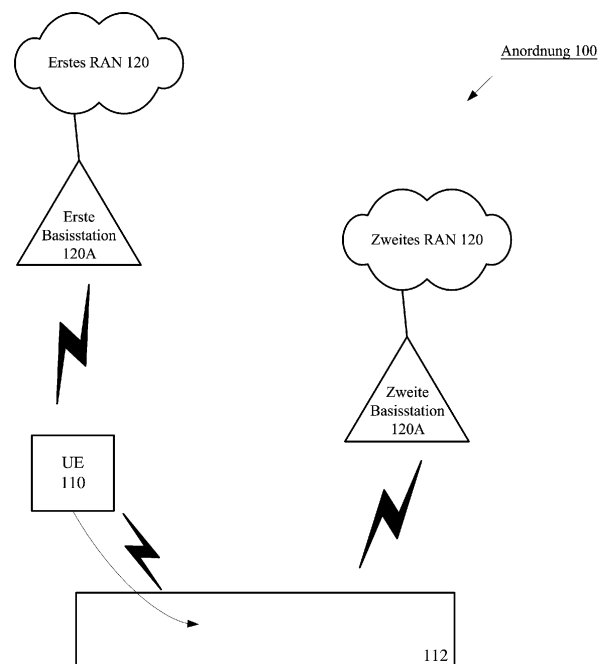 Erstes RAN 120
Anordnung 100
Erste
Basisstation
120A
Zweites RAN 120
Zweite
Basisstation
120A
UE
110
112